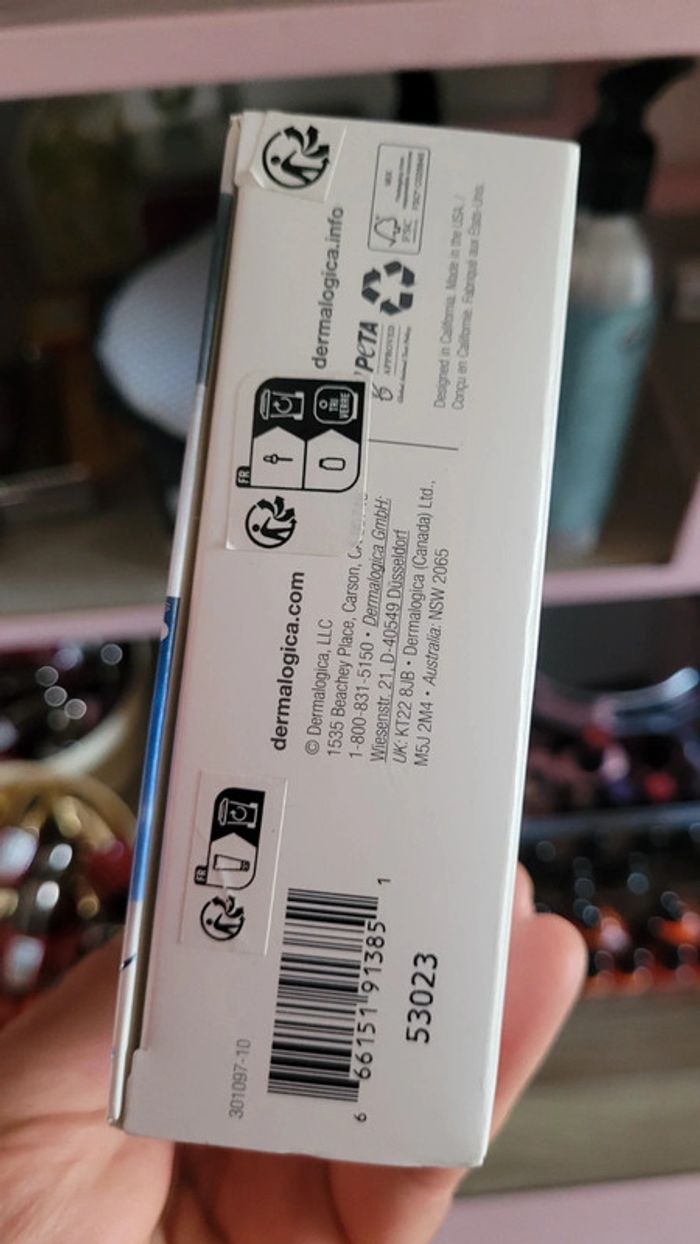 301097-10
6 66151 91385 1
53023
FR
dermalogica.com
© Dermalogica, LLC
1535 Beachey Place, Carson,
1-800-831-5150 • Dermalogica GmbH:
Wiesenstr. 21, D-40549 Düsseldorf
UK: KT22 8JB • Dermalogica (Canada) Ltd.,
M5J 2M4 • Australia: NSW 2065
FR
TRI
VERRE
dermalogica.info
PETA
APPROVED
FSC
MIX
Designed in California. Made in the USA. /
Conçu en Californie. Fabriqué aux États-Unis.